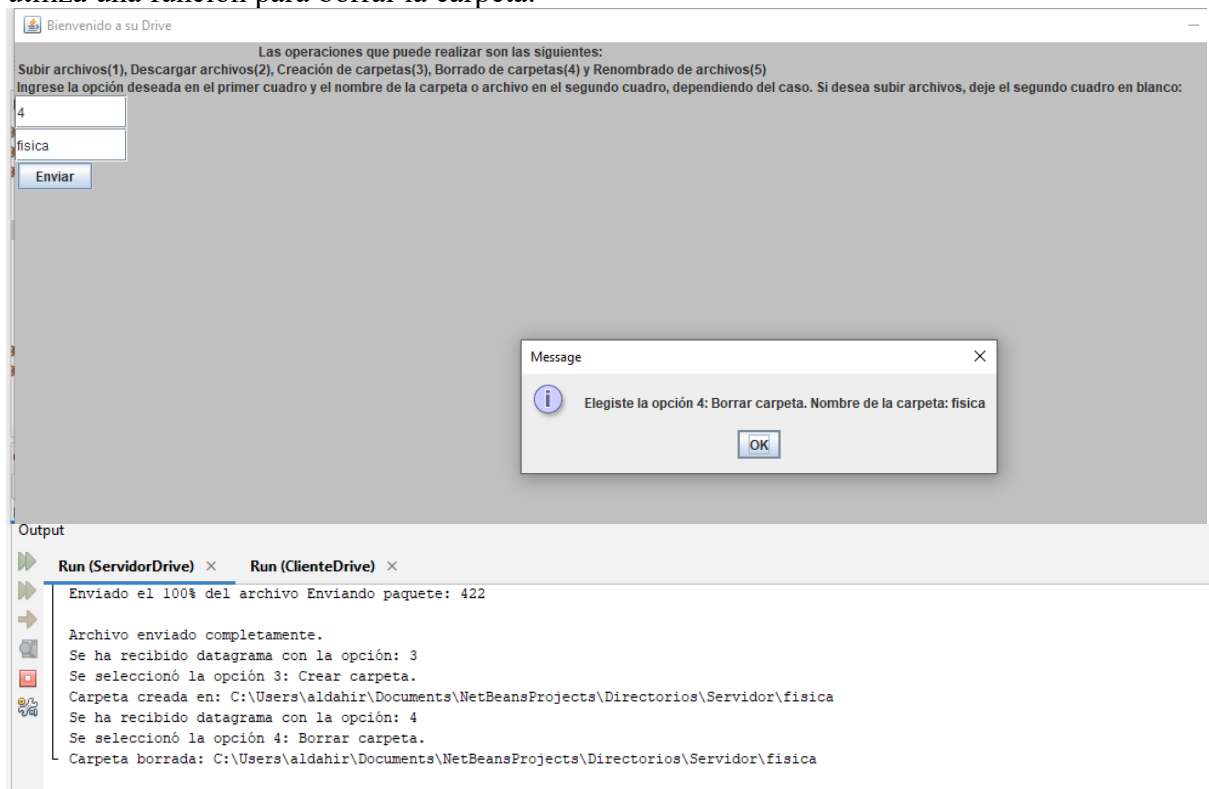 utiliza una función para borrar la carpeta.
Bienvenido a su Drive
Las operaciones que puede realizar son las siguientes:
Subir archivos(1), Descargar archivos(2), Creación de carpetas(3), Borrado de carpetas(4) y Renombrado de archivos(5)
Ingrese la opción deseada en el primer cuadro y el nombre de la carpeta o archivo en el segundo cuadro, dependiendo del caso. Si desea subir archivos, deje el segundo cuadro en blanco:
4
fisica
Enviar
Message
Elegiste la opción 4: Borrar carpeta. Nombre de la carpeta: fisica
OK
Output
Run (ServidorDrive) × Run (ClienteDrive) ×
Enviado el 100% del archivo Enviando paquete: 422
Archivo enviado completamente.
Se ha recibido datagrama con la opción: 3
Se seleccionó la opción 3: Crear carpeta.
Carpeta creada en: C:\Users\aldahir\Documents\NetBeansProjects\Directorios\Servidor\fisica
Se ha recibido datagrama con la opción: 4
Se seleccionó la opción 4: Borrar carpeta.
Carpeta borrada: C:\Users\aldahir\Documents\NetBeansProjects\Directorios\Servidor\fisica